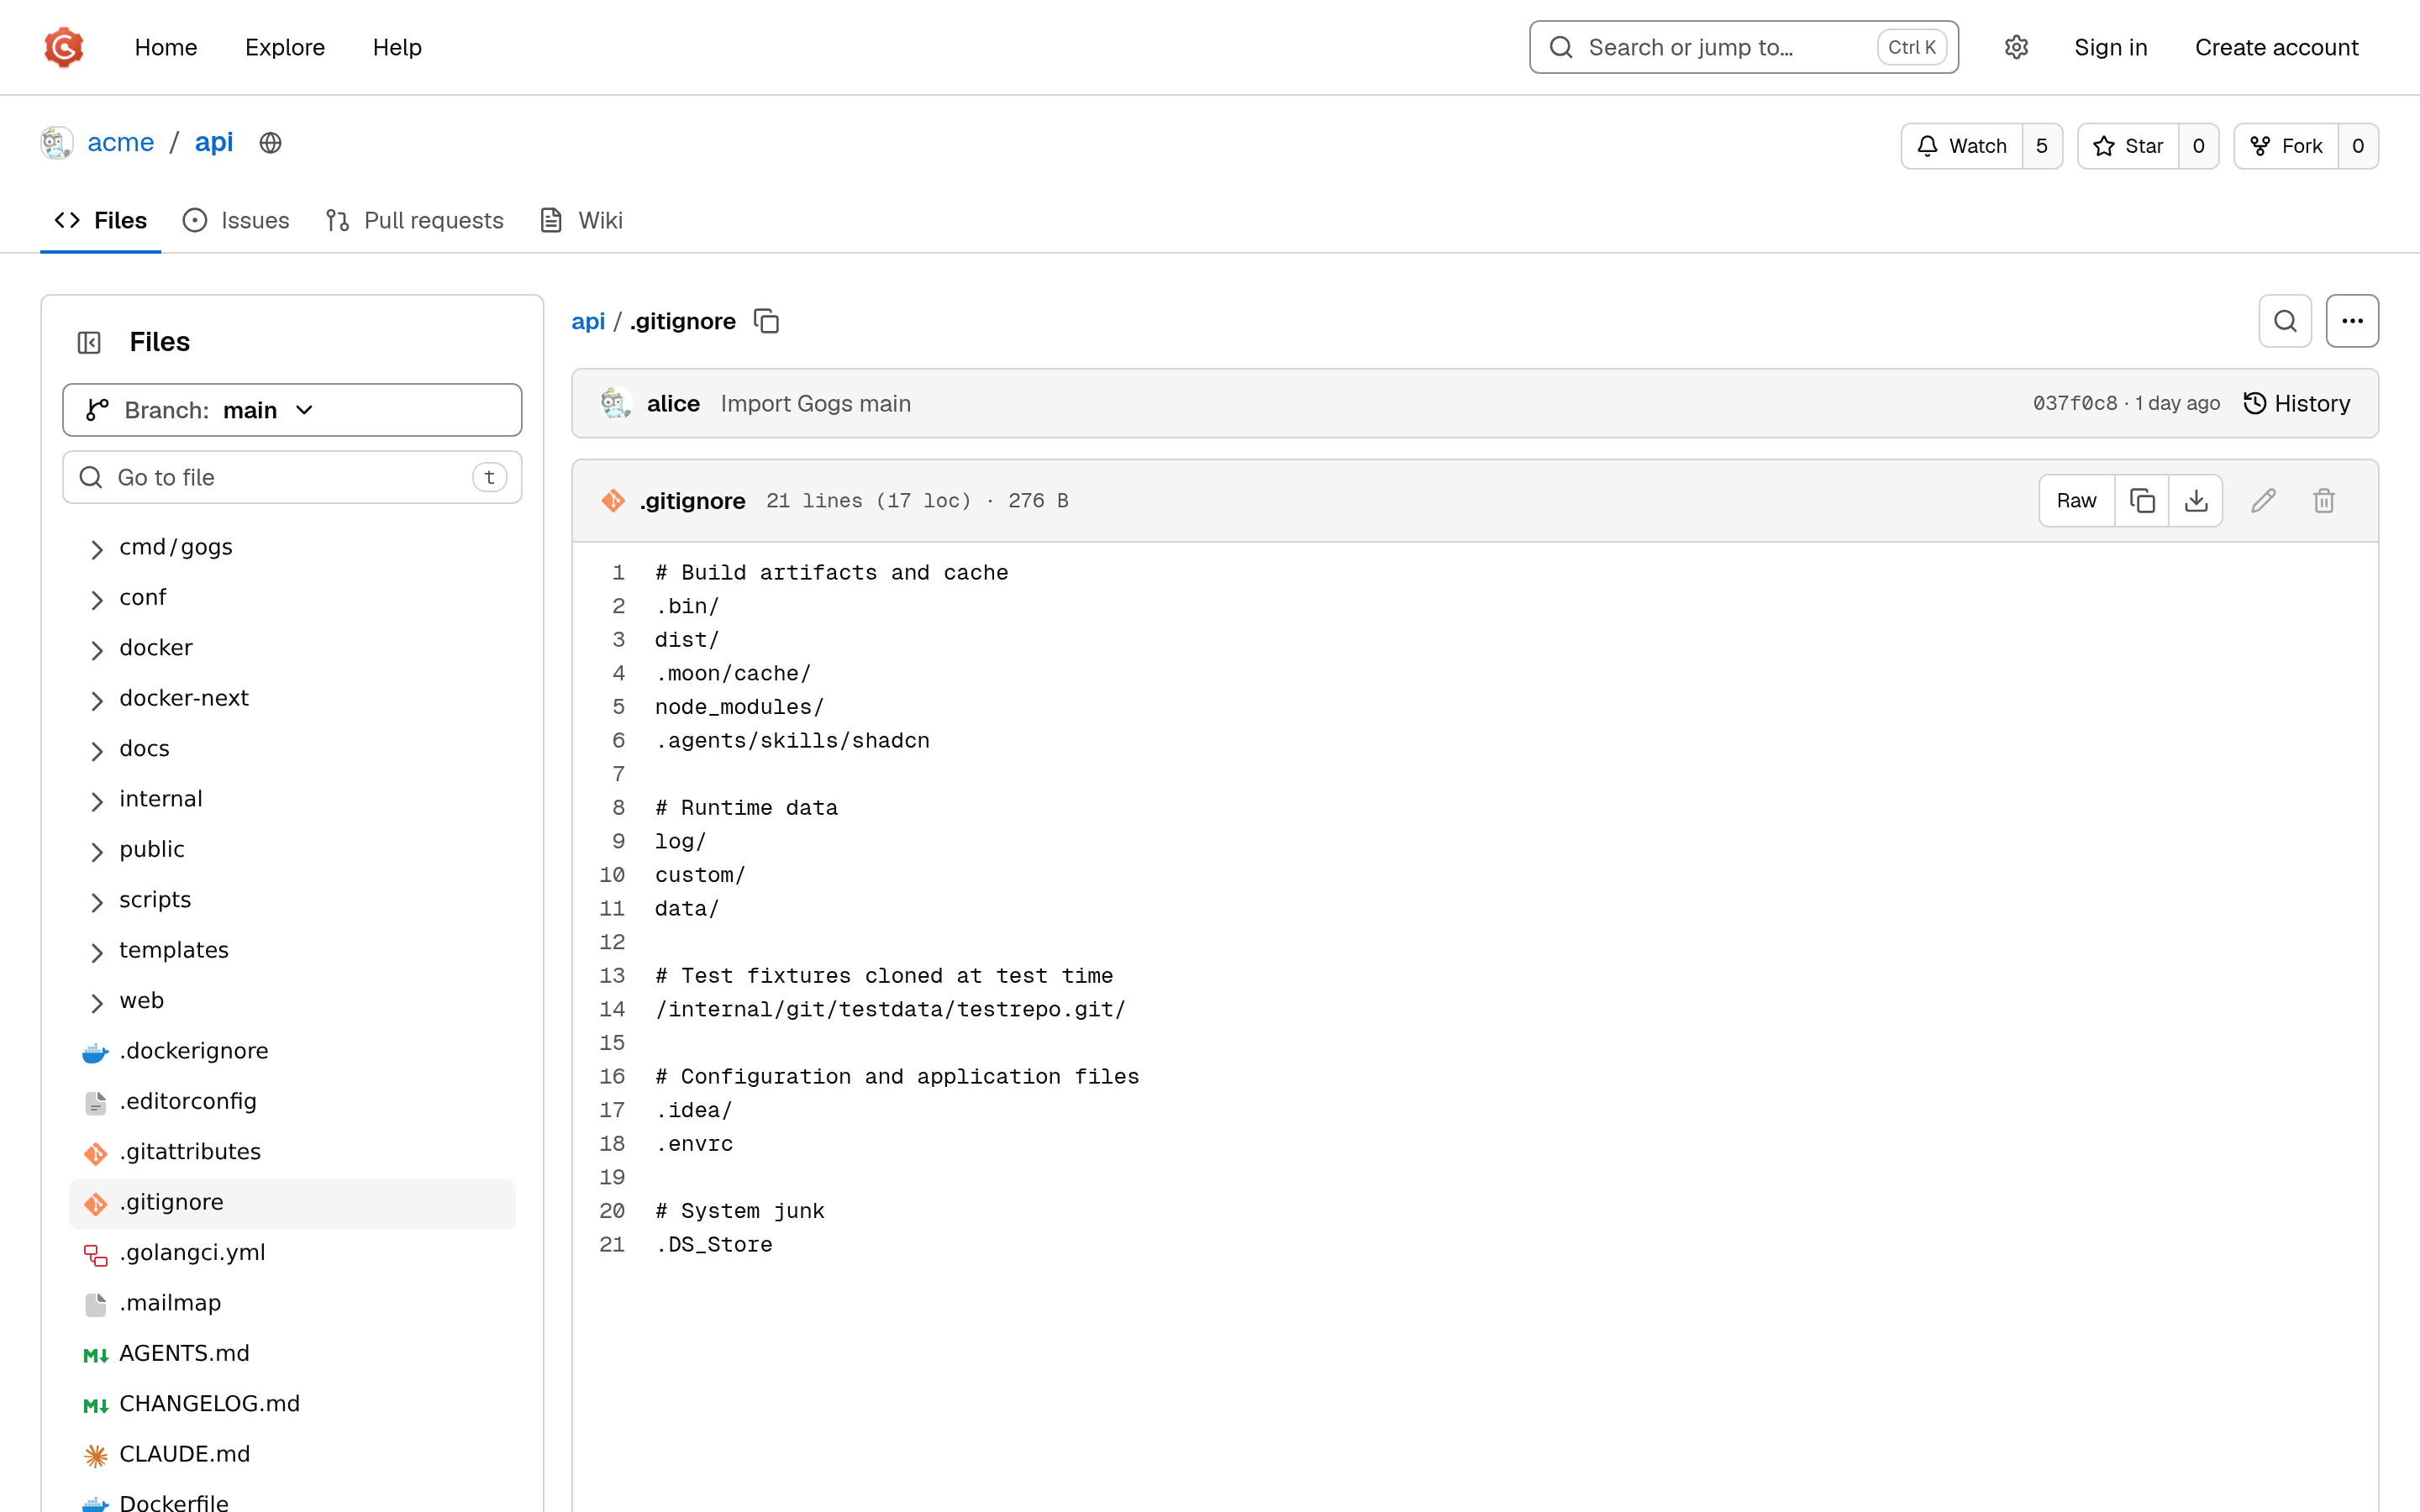 Home Explore Help Search or jump to... Ctrl K Sign in Create account
acme / api Watch 5 Star 0 Fork 0
Files Issues Pull requests Wiki
Files
Branch: main
Go to file t
cmd/gogs
conf
docker
docker-next
docs
internal
public
scripts
templates
web
.dockerignore
.editorconfig
.gitattributes
.gitignore
.golangci.yml
.mailmap
AGENTS.md
CHANGELOG.md
CLAUDE.md
Dockerfile
api / .gitignore
alice Import Gogs main 037f0c8 · 1 day ago History
.gitignore 21 lines (17 loc) · 276 B Raw
1 # Build artifacts and cache
2 .bin/
3 dist/
4 .moon/cache/
5 node_modules/
6 .agents/skills/shadcn
7
8 # Runtime data
9 log/
10 custom/
11 data/
12
13 # Test fixtures cloned at test time
14 /internal/git/testdata/testrepo.git/
15
16 # Configuration and application files
17 .idea/
18 .envrc
19
20 # System junk
21 .DS_Store